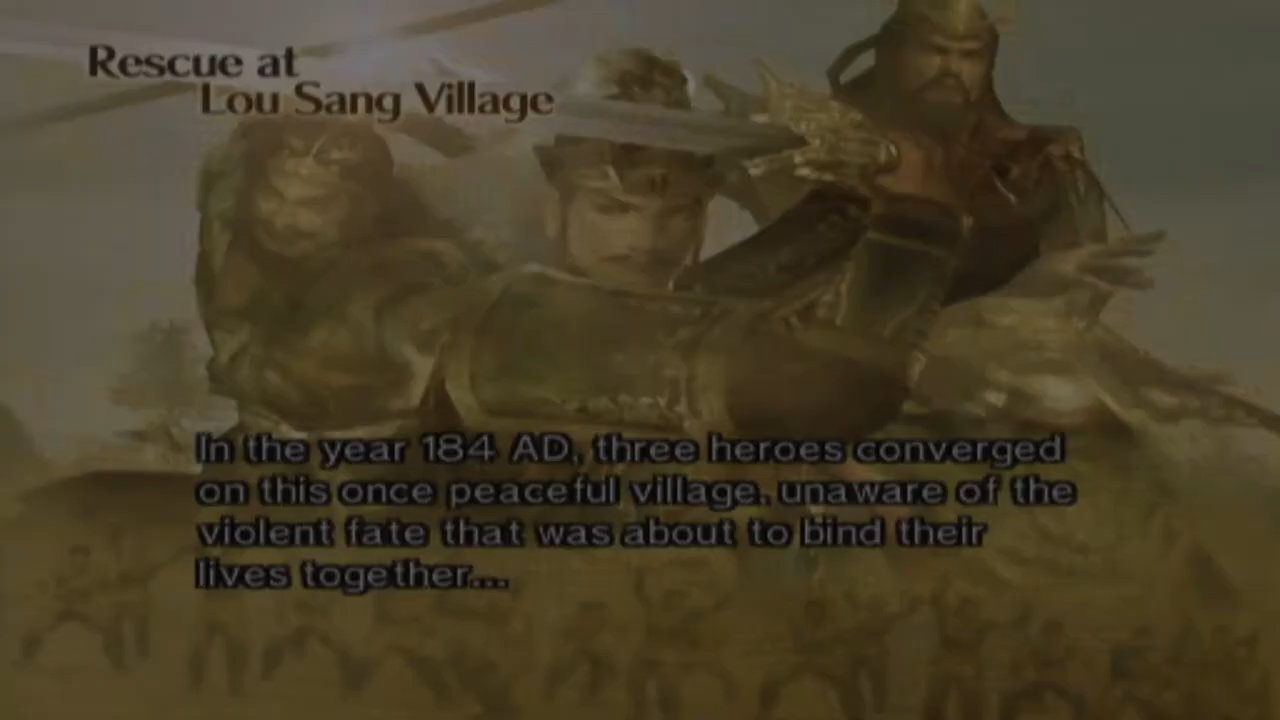 Rescue at
Lou Sang Village
In the year 184 AD, three heroes converged
on this once peaceful village, unaware of the
violent fate that was about to bind their
lives together...